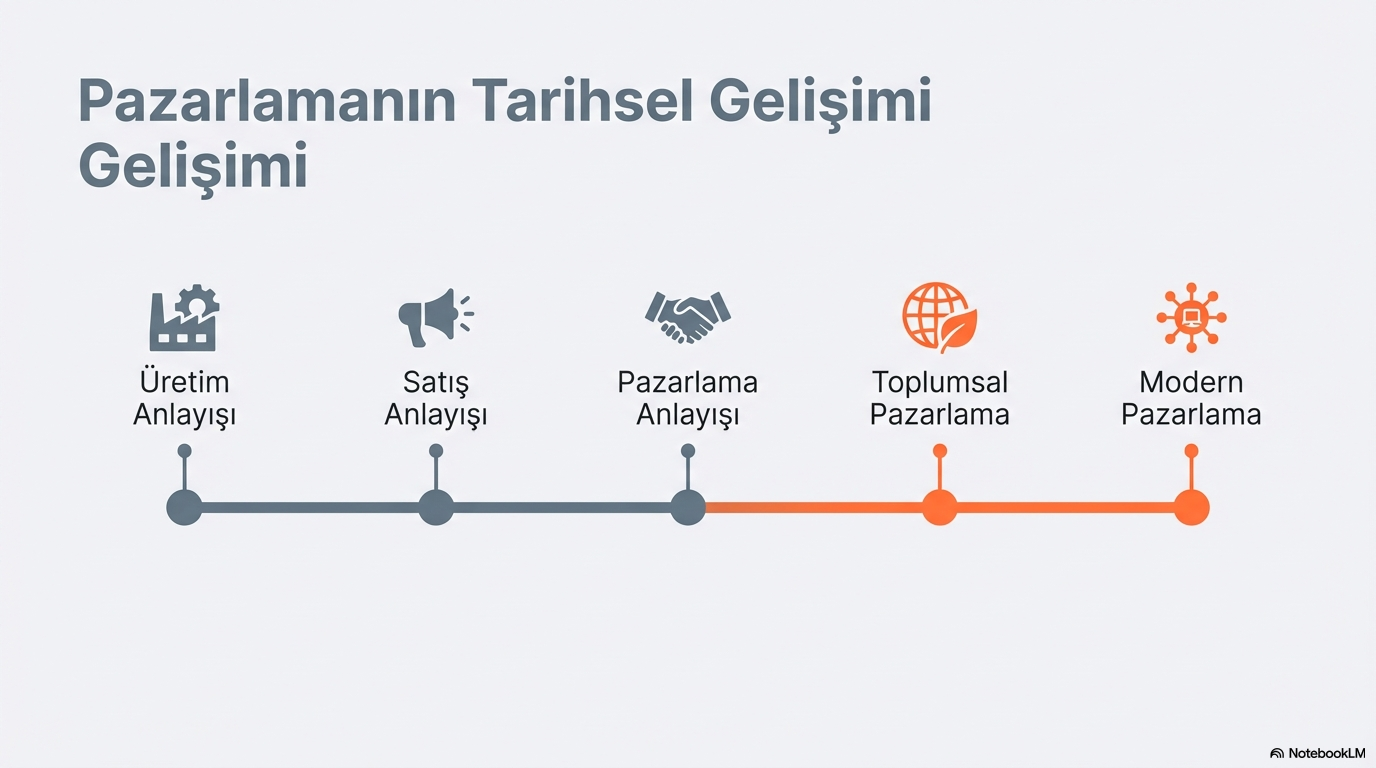 Pazarlamanın Tarihsel Gelişimi
Gelişimi
Üretim
Anlayışı
Satış
Anlayışı
Pazarlama
Anlayışı
Toplumsal
Pazarlama
Modern
Pazarlama
NotebookLM